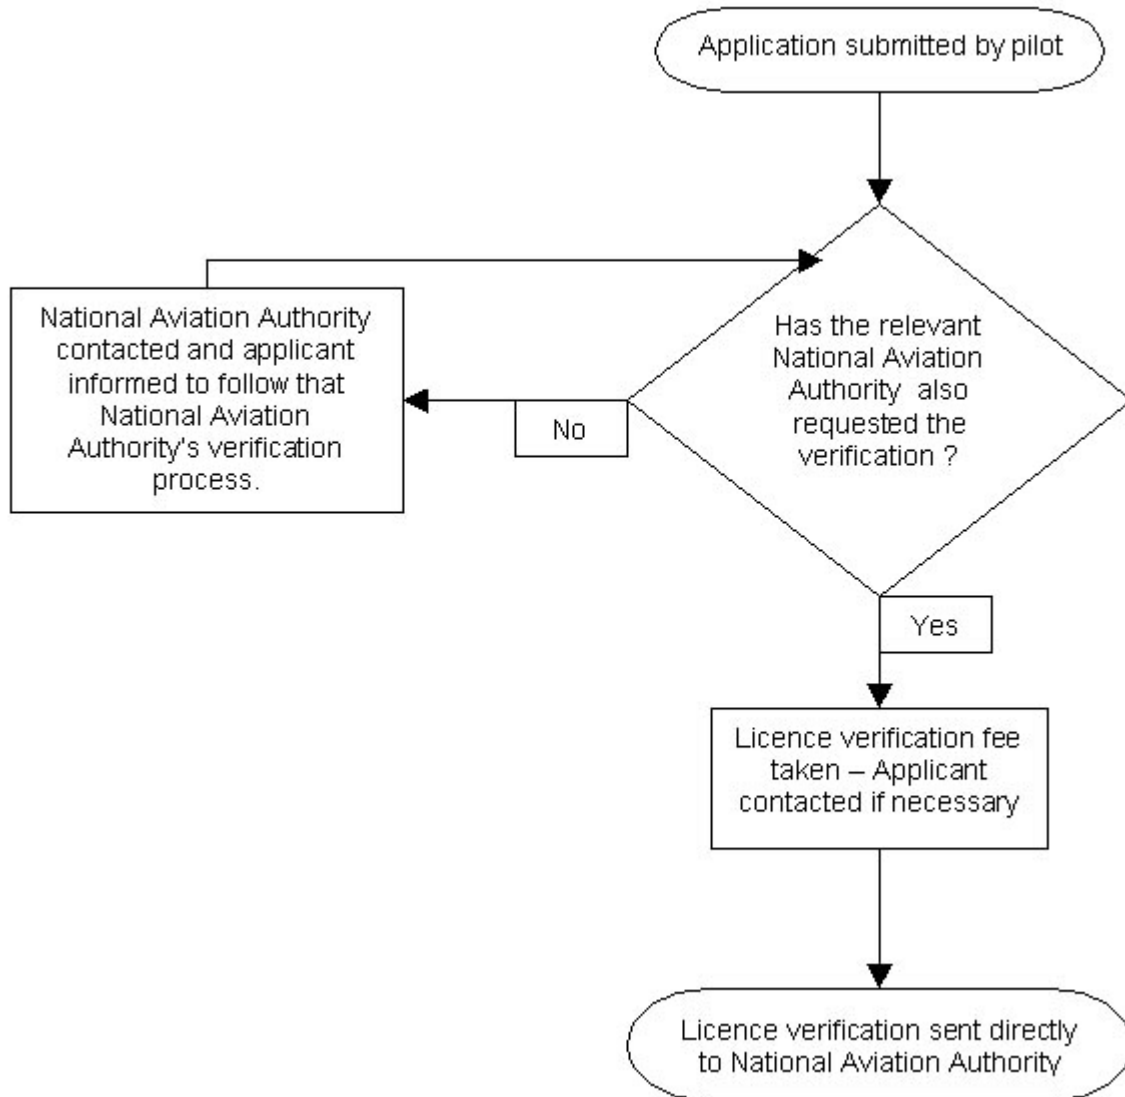 Application submitted by pilot
Has the relevant
National Aviation
Authority  also
requested the
verification ?
National Aviation Authority
contacted and applicant
informed to follow that
National Aviation
Authority's verification
process.
No
Yes
Licence verification fee
taken – Applicant
contacted if necessary
Licence verification sent directly
to National Aviation Authority